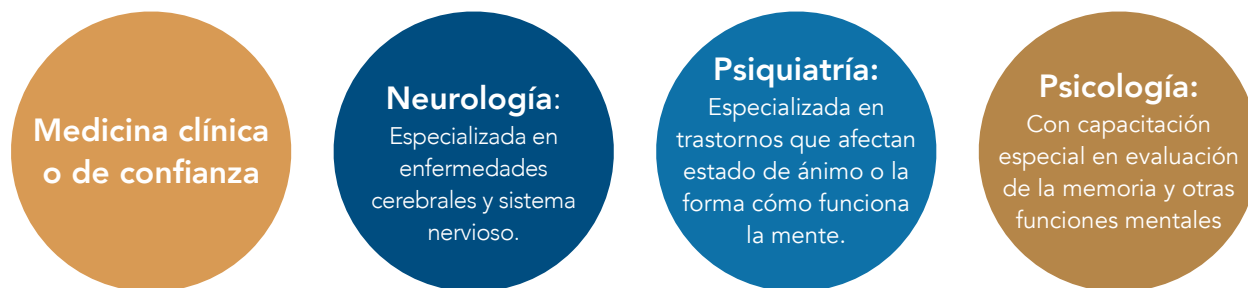 Medicina clínica
o de confianza
Neurología:
Especializada en
enfermedades
cerebrales y sistema
nervioso.
Psiquiatría:
Especializada en
trastornos que afectan
estado de ánimo o la
forma cómo funciona
la mente.
Psicología:
Con capacitación
especial en evaluación
de la memoria y otras
funciones mentales